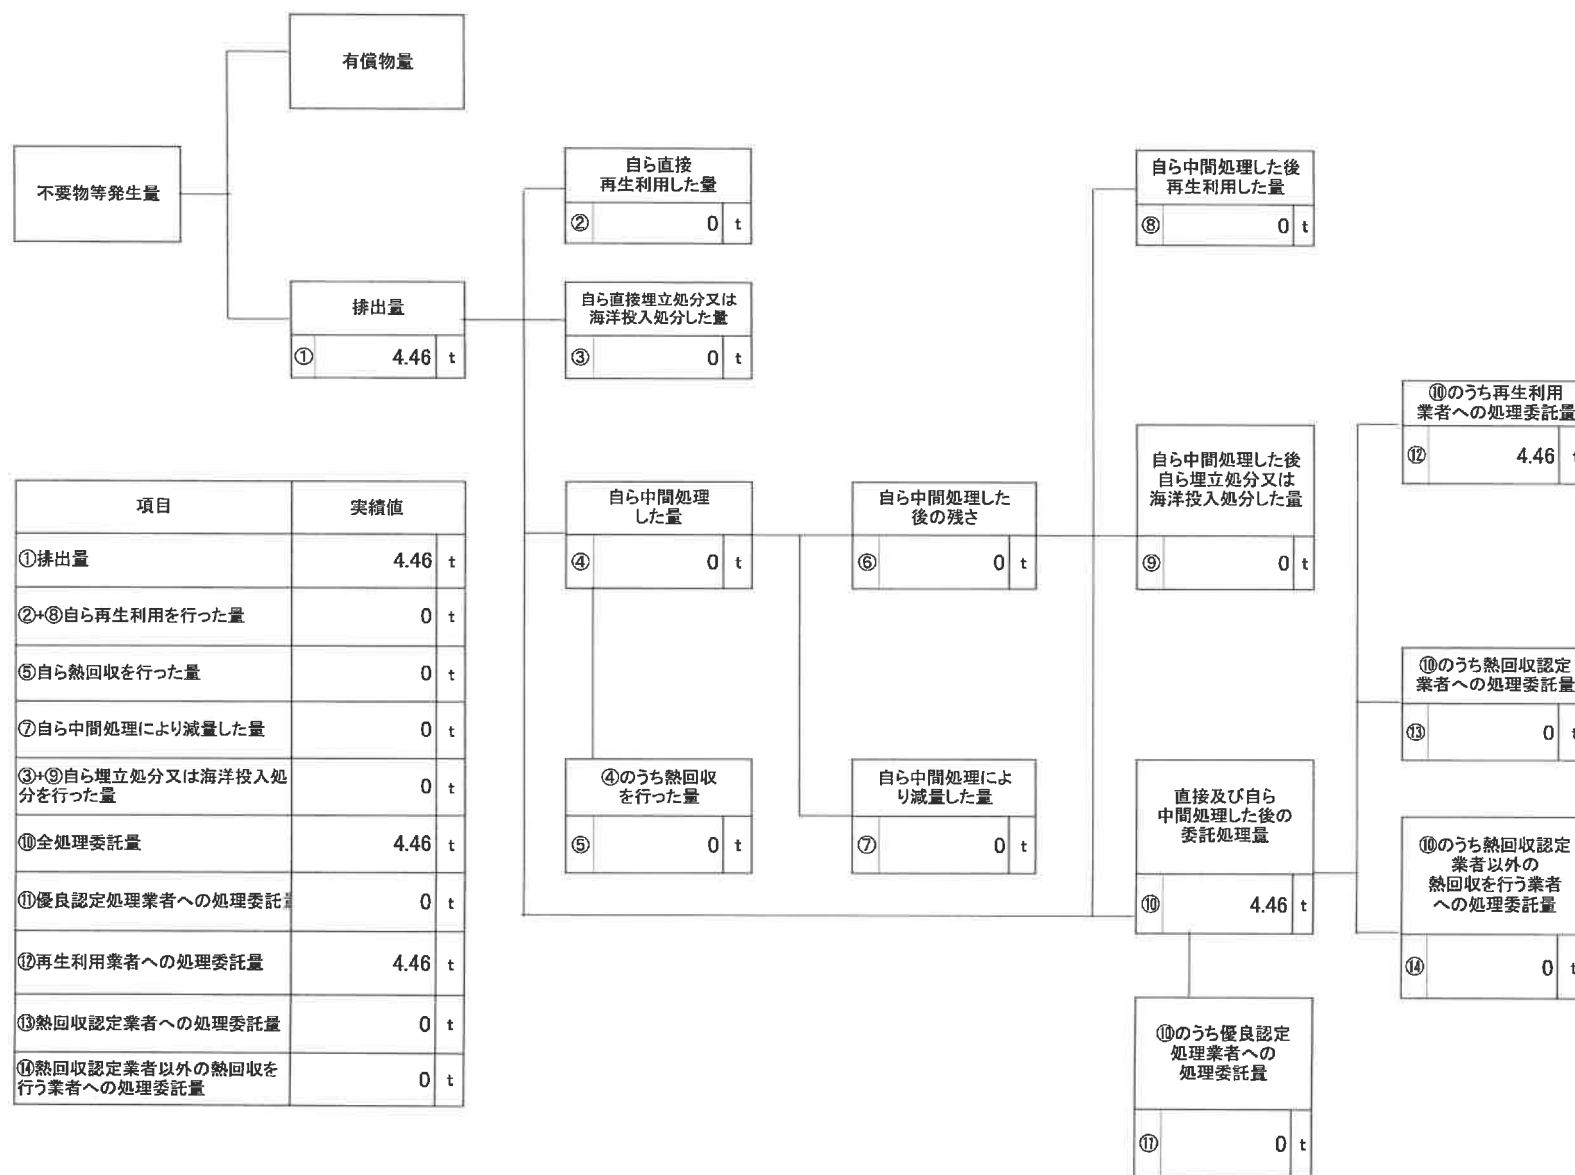 有償物量
不要物等発生量
排出量
① 4.46 t
自ら直接
再生利用した量
② 0 t
自ら直接埋立処分又は
海洋投入処分した量
③ 0 t
自ら中間処理
した量
④ 0 t
④のうち熱回収
を行った量
⑤ 0 t
自ら中間処理した
後の残さ
⑥ 0 t
自ら中間処理によ
り減量した量
⑦ 0 t
自ら中間処理した後
再生利用した量
⑧ 0 t
自ら中間処理した後
自ら埋立処分又は
海洋投入処分した量
⑨ 0 t
直接及び自ら
中間処理した後の
委託処理量
⑩ 4.46 t
⑩のうち優良認定
処理業者への
処理委託量
⑪ 0 t
⑩のうち再生利用
業者への処理委託量
⑫ 4.46 t
⑩のうち熱回収認定
業者への処理委託量
⑬ 0 t
⑩のうち熱回収認定
業者以外の
熱回収を行う業者
への処理委託量
⑭ 0 t
項目 実績値
①排出量 4.46 t
②+⑧自ら再生利用を行った量 0 t
⑤自ら熱回収を行った量 0 t
⑦自ら中間処理により減量した量 0 t
③+⑨自ら埋立処分又は海洋投入処
分を行った量 0 t
⑩全処理委託量 4.46 t
⑪優良認定処理業者への処理委託量 0 t
⑫再生利用業者への処理委託量 4.46 t
⑬熱回収認定業者への処理委託量 0 t
⑭熱回収認定業者以外の熱回収を
行う業者への処理委託量 0 t